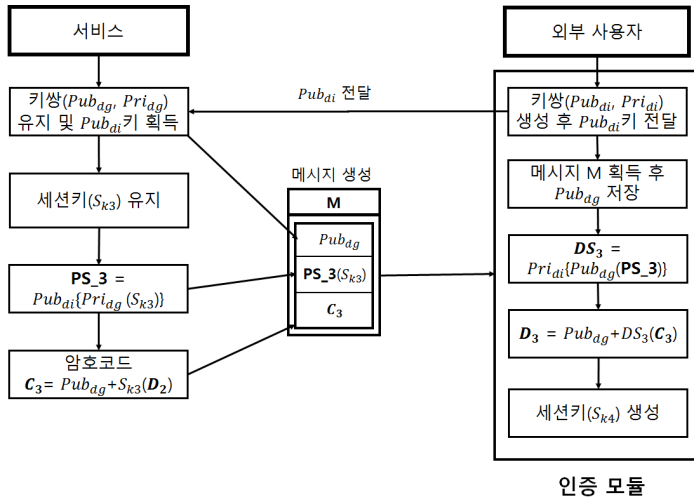 서비스
키쌍(Pub_dg, Pri_dg)
유지 및 Pub_di키 획득
세션키(S_k3) 유지
PS_3 =
Pub_di{Pri_dg (S_k3)}
암호코드
C_3= Pub_dg+S_k3(D_2)
Pub_di 전달
메시지 생성
M
Pub_dg
PS_3(S_k3)
C_3
외부 사용자
키쌍(Pub_di, Pri_di)
생성 후 Pub_di키 전달
메시지 M 획득 후
Pub_dg 저장
DS_3 =
Pri_di{Pub_dg(PS_3)}
D_3 = Pub_dg+DS_3(C_3)
세션키(S_k4) 생성
인증 모듈